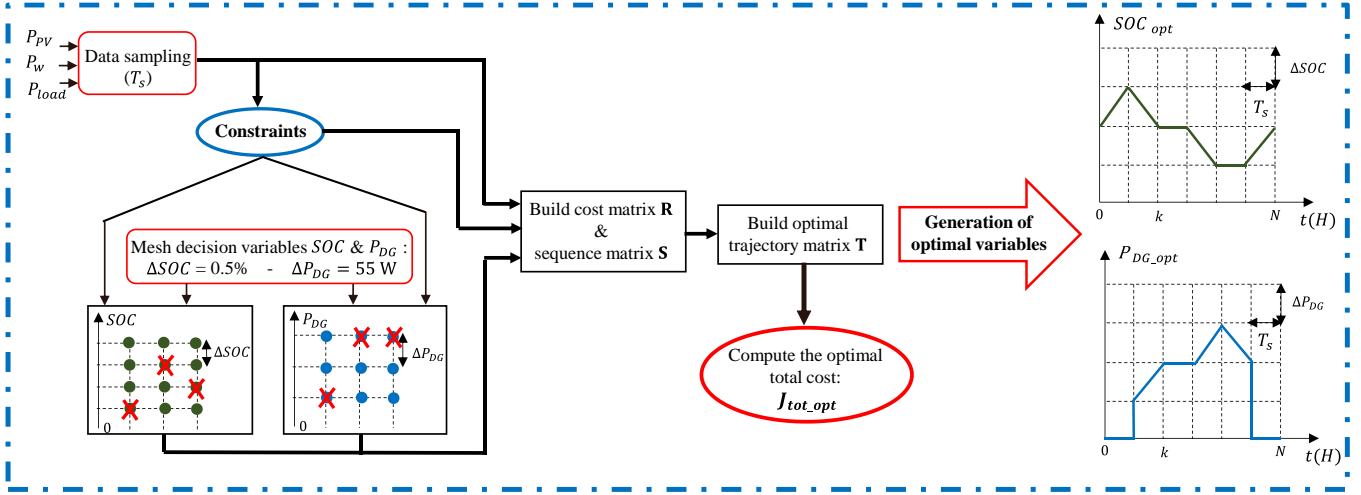 P_PV
P_w
P_load
Data sampling
(T_s)
Constraints
Mesh decision variables SOC & P_DG :
ΔSOC = 0.5% - ΔP_DG = 55 W
SOC
ΔSOC
0
P_DG
ΔP_DG
0
Build cost matrix R
&
sequence matrix S
Build optimal
trajectory matrix T
Compute the optimal
total cost:
J_tot_opt
Generation of
optimal variables
SOC_opt
ΔSOC
T_s
0
k
N
t(H)
P_DG_opt
ΔP_DG
T_s
0
k
N
t(H)